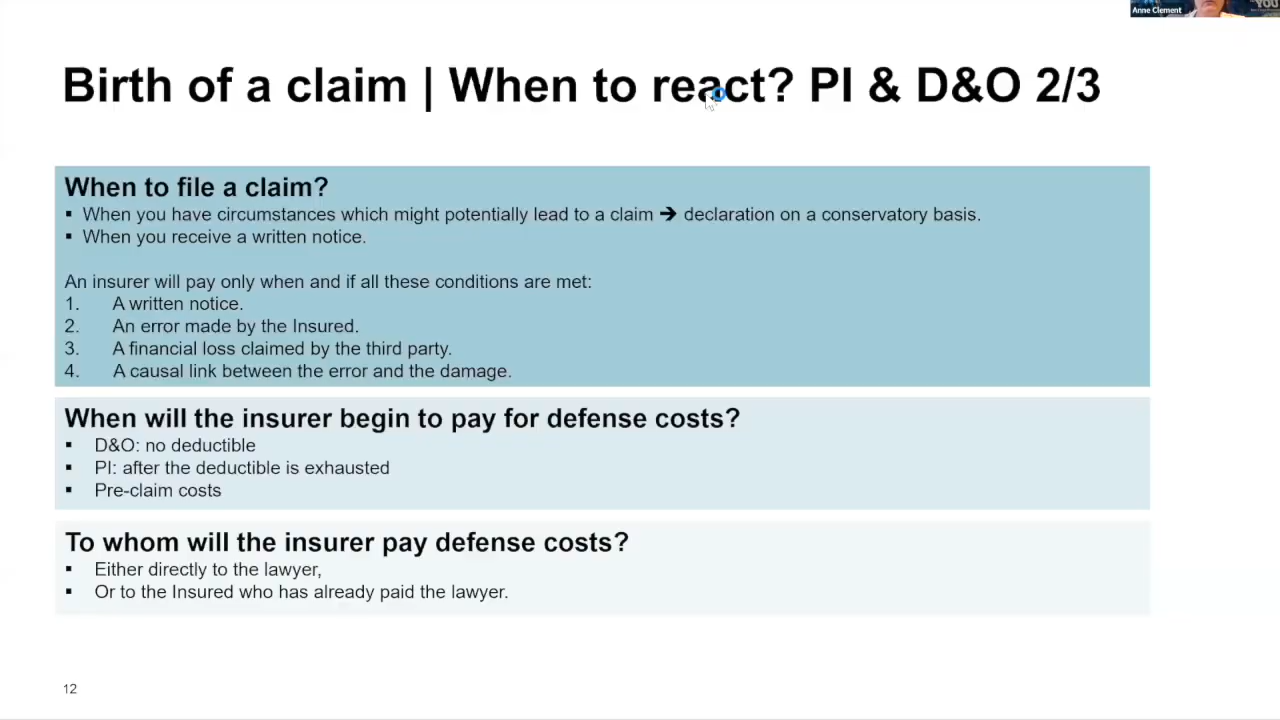 Anne Clement
YOU
Birth of a claim | When to react? PI & D&O 2/3
When to file a claim?
▪ When you have circumstances which might potentially lead to a claim ➔ declaration on a conservatory basis.
▪ When you receive a written notice.
An insurer will pay only when and if all these conditions are met:
1. A written notice.
2. An error made by the Insured.
3. A financial loss claimed by the third party.
4. A causal link between the error and the damage.
When will the insurer begin to pay for defense costs?
▪ D&O: no deductible
▪ PI: after the deductible is exhausted
▪ Pre-claim costs
To whom will the insurer pay defense costs?
▪ Either directly to the lawyer,
▪ Or to the Insured who has already paid the lawyer.
12